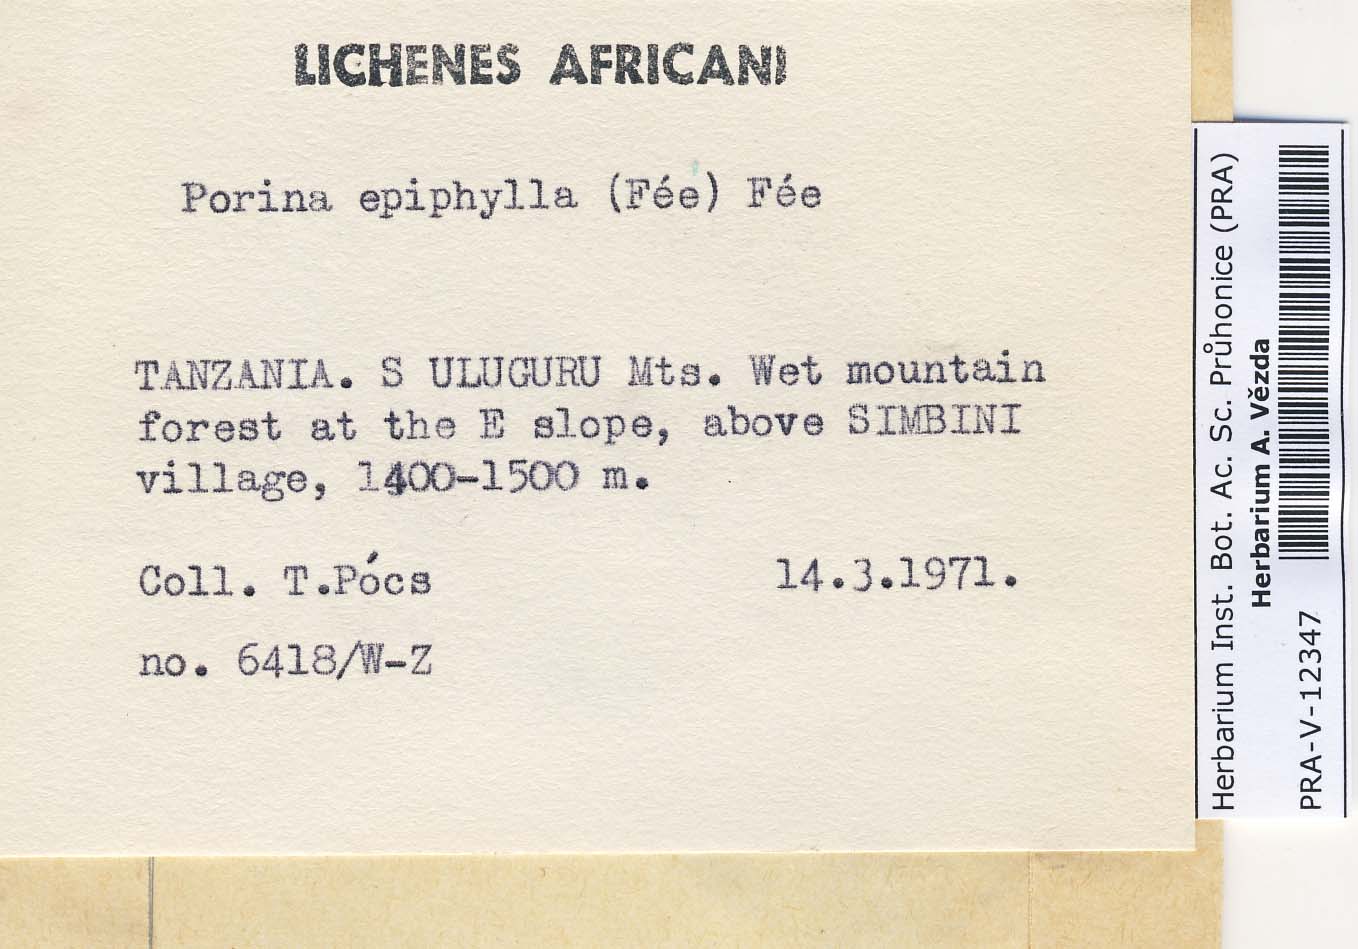 LICHENES AFRICANI
Porina epiphylla (Fée) Fée
TANZANIA. S ULUGURU Mts. Wet mountain
forest at the E slope, above SIMBINI
village, 1400-1500 m.
Coll. T.Pócs 14.3.1971.
no. 6418/W-Z
Herbarium Inst. Bot. Ac. Sc. Průhonice (PRA)
Herbarium A. Vězda
PRA-V-12347